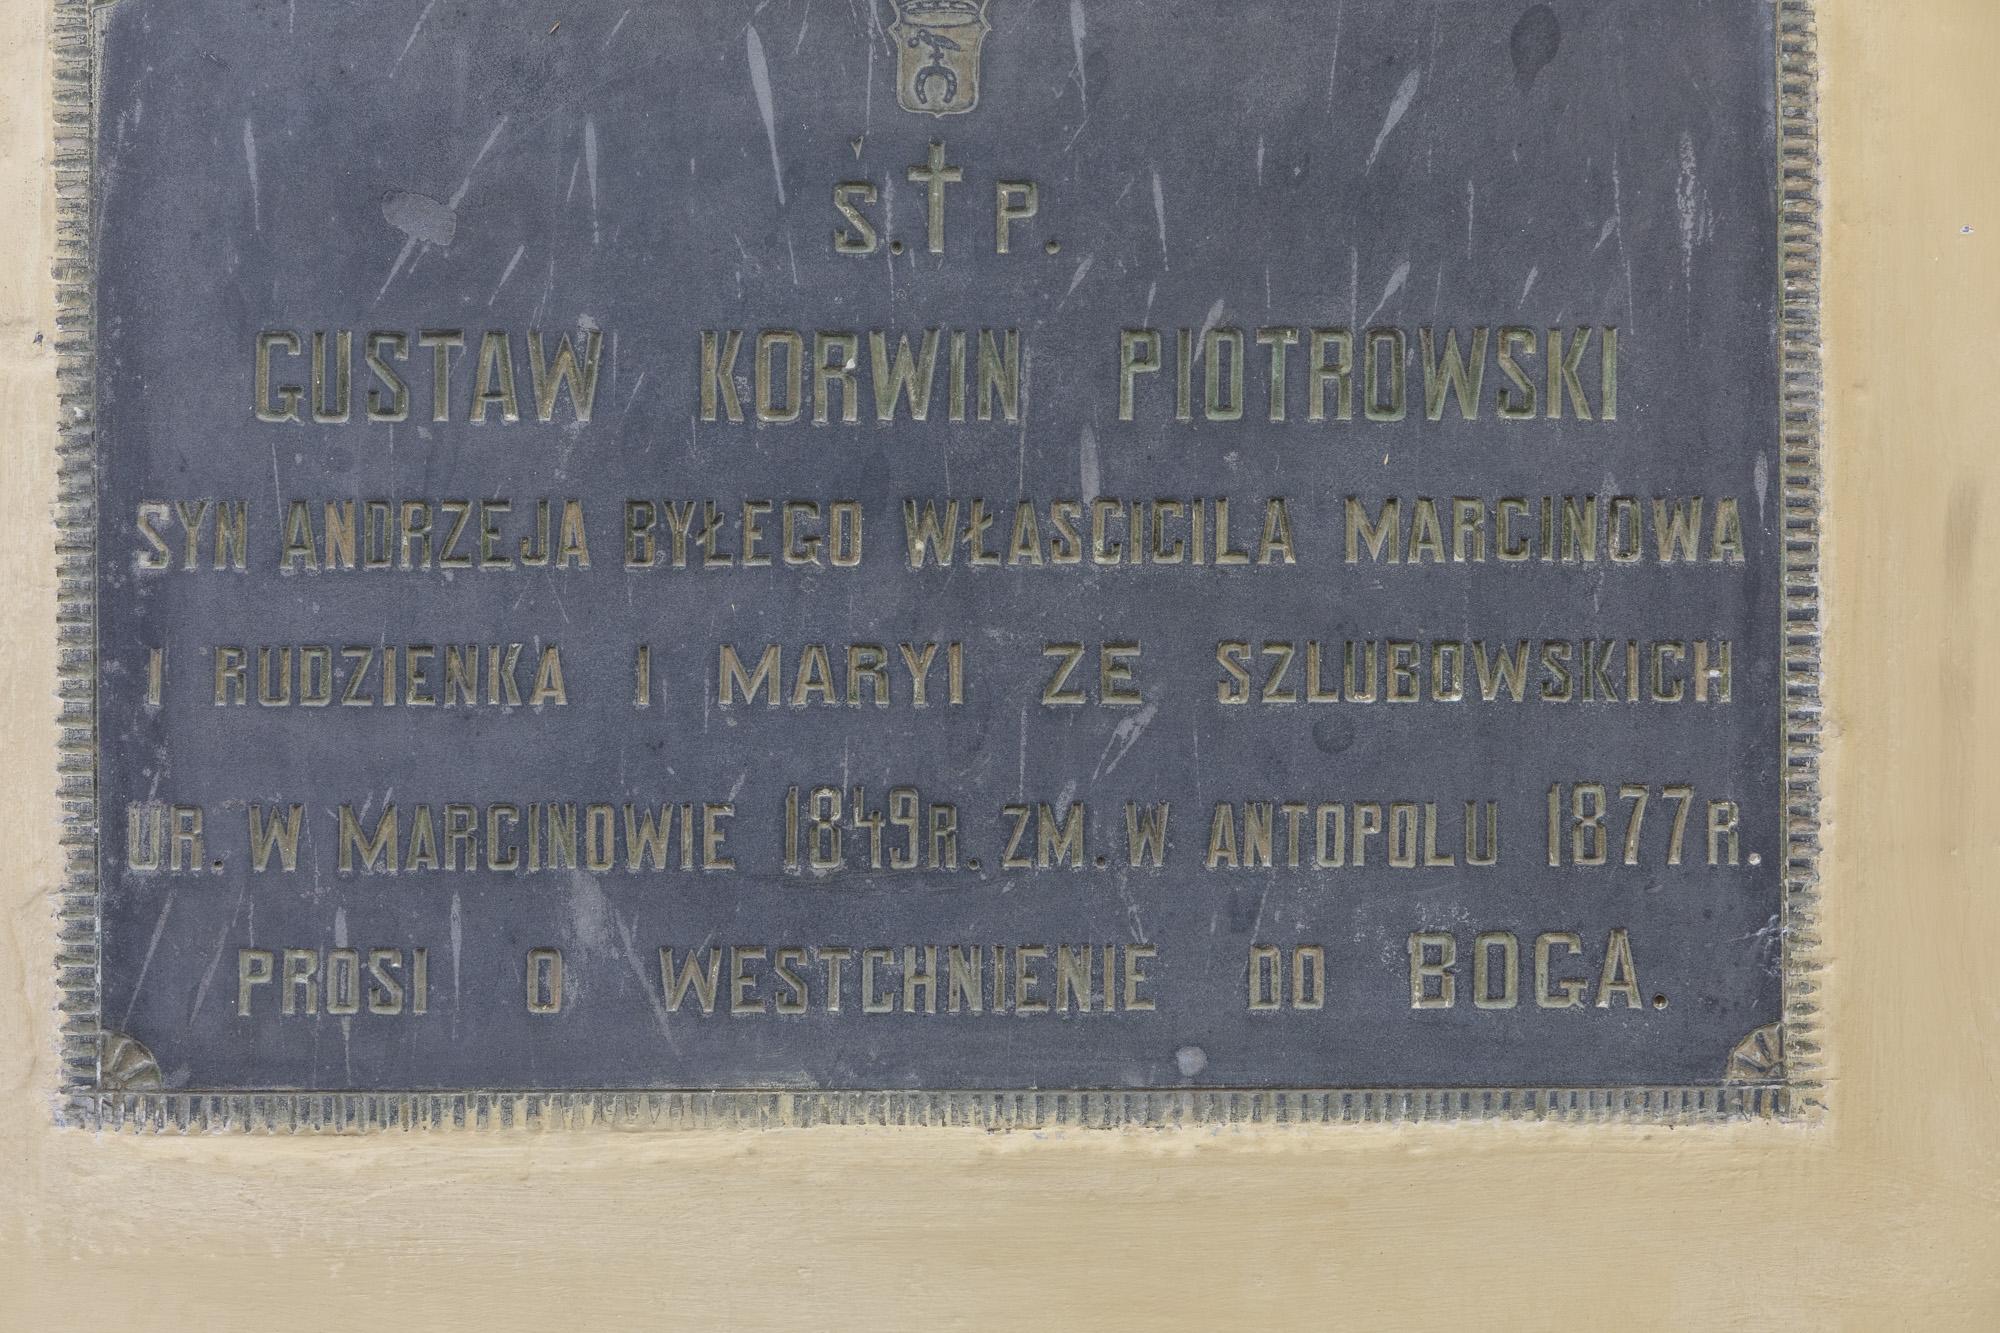 Ś. † P.
GUSTAW KORWIN PIOTROWSKI
SYN ANDRZEJA BYŁEGO WŁASCICILA MARCINOWA
I RUDZIENKA I MARYI ZE SZLUBOWSKICH
UR. W MARCINOWIE 1849R. ZM. W ANTOPOLU 1877R.
PROSI O WESTCHNIENIE DO BOGA.